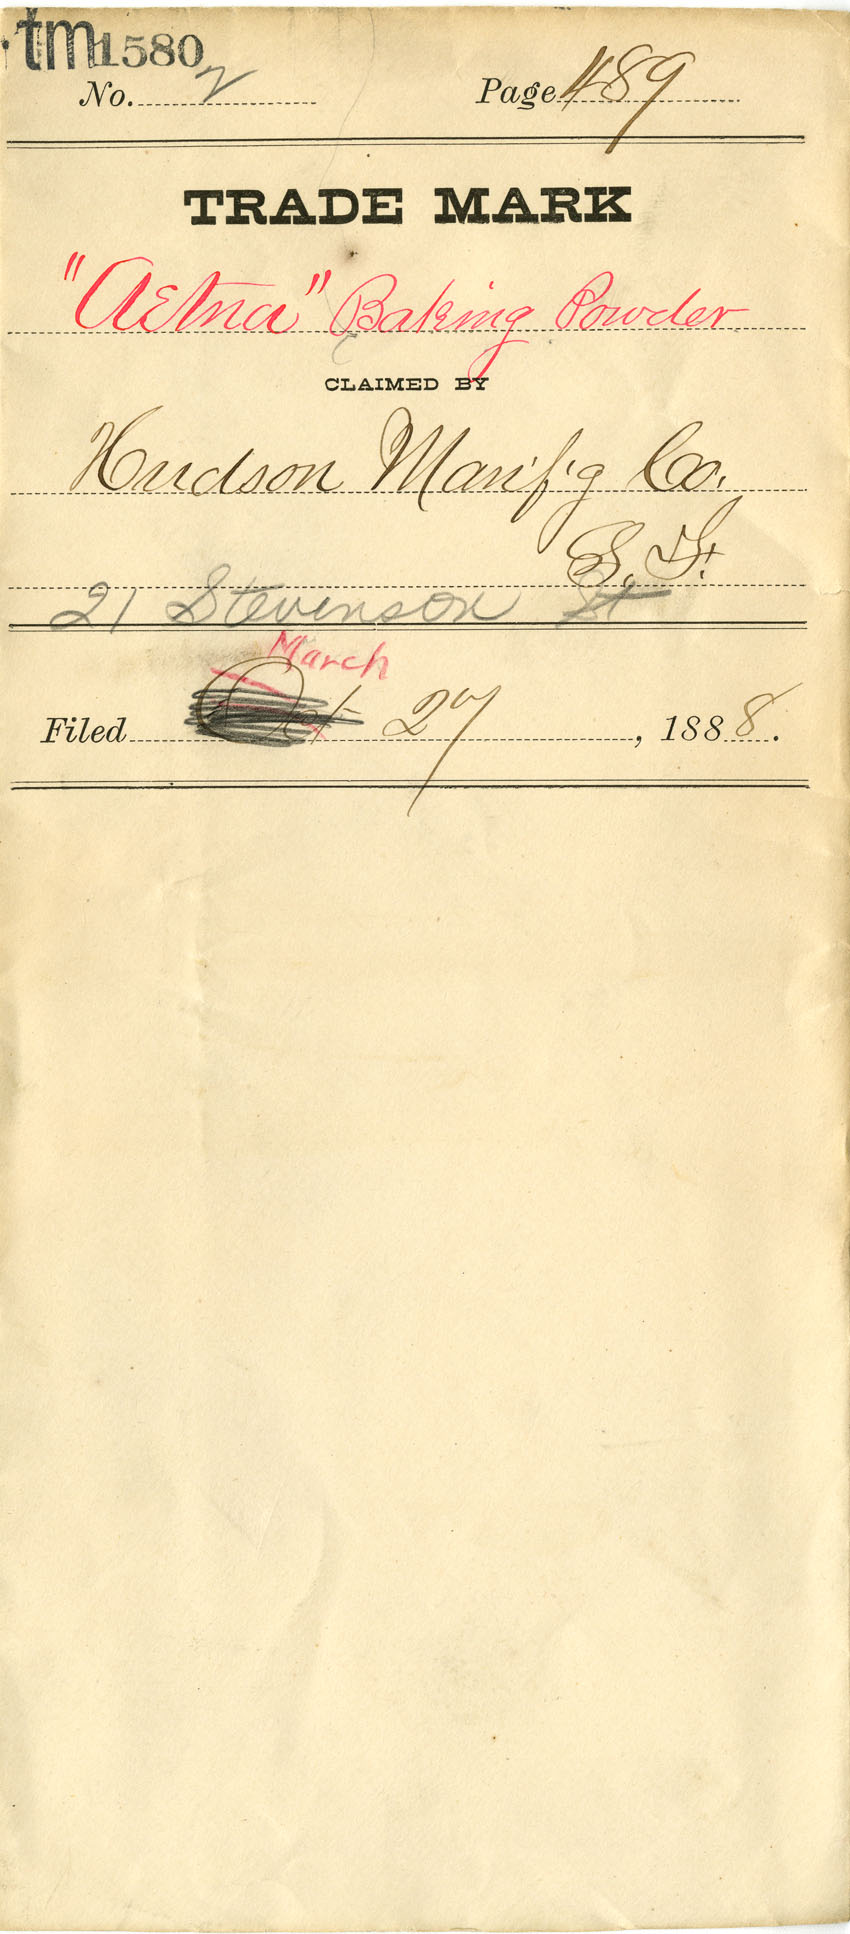 tm1580
No. 2 Page 489
TRADE MARK
"Aetna" Baking Powder
CLAIMED BY
Hudson Manf'g Co.
S. F.
21 Stevenson St
March
Filed Oct 27, 1888.